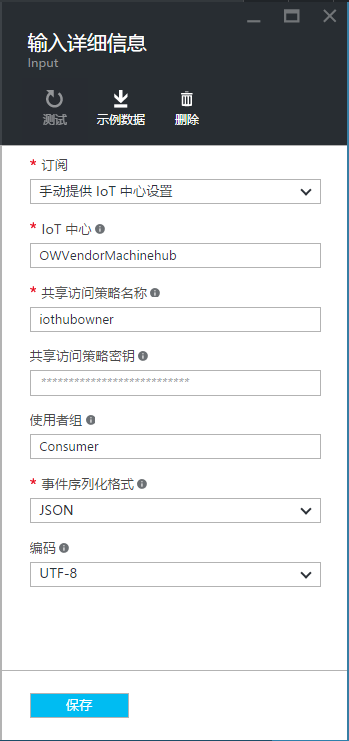 输入详细信息
Input
测试 示例数据 删除
* 订阅
手动提供 IoT 中心设置
* IoT 中心
OWVendorMachinehub
* 共享访问策略名称
iothubowner
共享访问策略密钥
***************************
使用者组
Consumer
* 事件序列化格式
JSON
编码
UTF-8
保存